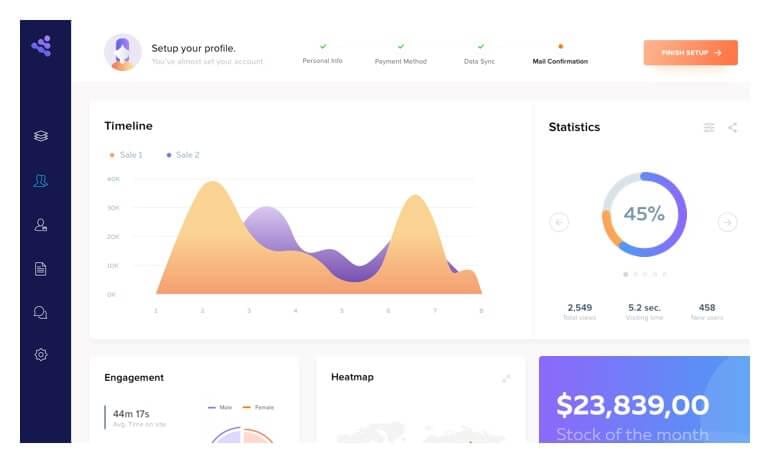 Setup your profile.
You've almost set your account.
Personal Info
Payment Method
Data Sync
Mail Confirmation
FINISH SETUP
Timeline
Sale 1
Sale 2
40K
30K
20K
10K
0K
1 2 3 4 5 6 7 8
Statistics
45%
2,549
Total views
5.2 sec.
Visiting time
458
New users
Engagement
44m 17s
Avg. Time on site
Male
Female
Heatmap
$23,839,00
Stock of the month